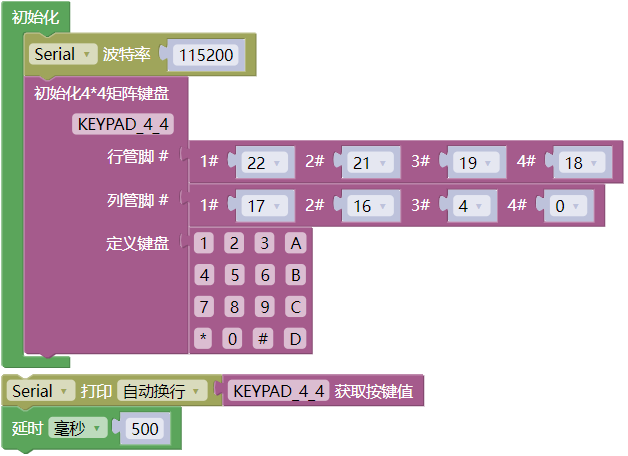 初始化
Serial 波特率 115200
初始化4*4矩阵键盘
KEYPAD_4_4
行管脚 # 1# 22 2# 21 3# 19 4# 18
列管脚 # 1# 17 2# 16 3# 4 4# 0
定义键盘 1 2 3 A
4 5 6 B
7 8 9 C
* 0 # D
Serial 打印 自动换行 KEYPAD_4_4 获取按键值
延时 毫秒 500